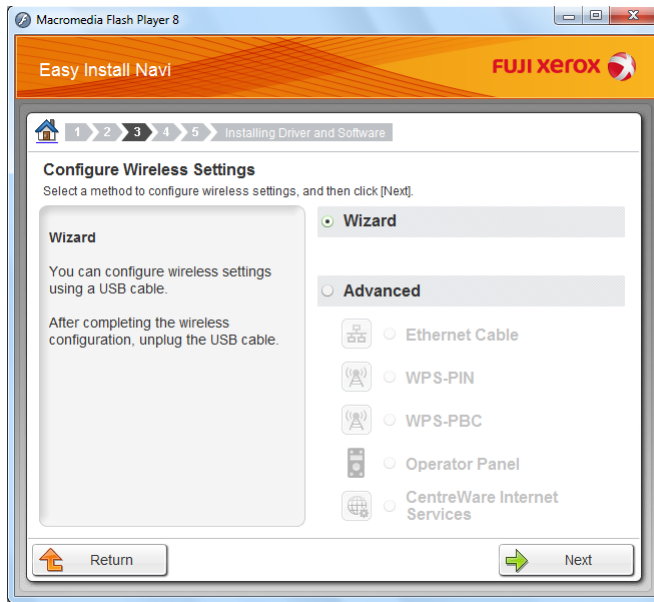 Macromedia Flash Player 8
Easy Install Navi
FUJI xerox
1 2 3 4 5 Installing Driver and Software
Configure Wireless Settings
Select a method to configure wireless settings, and then click [Next].
Wizard
You can configure wireless settings
using a USB cable.
After completing the wireless
configuration, unplug the USB cable.
Wizard
Advanced
Ethernet Cable
WPS-PIN
WPS-PBC
Operator Panel
CentreWare Internet
Services
Return
Next